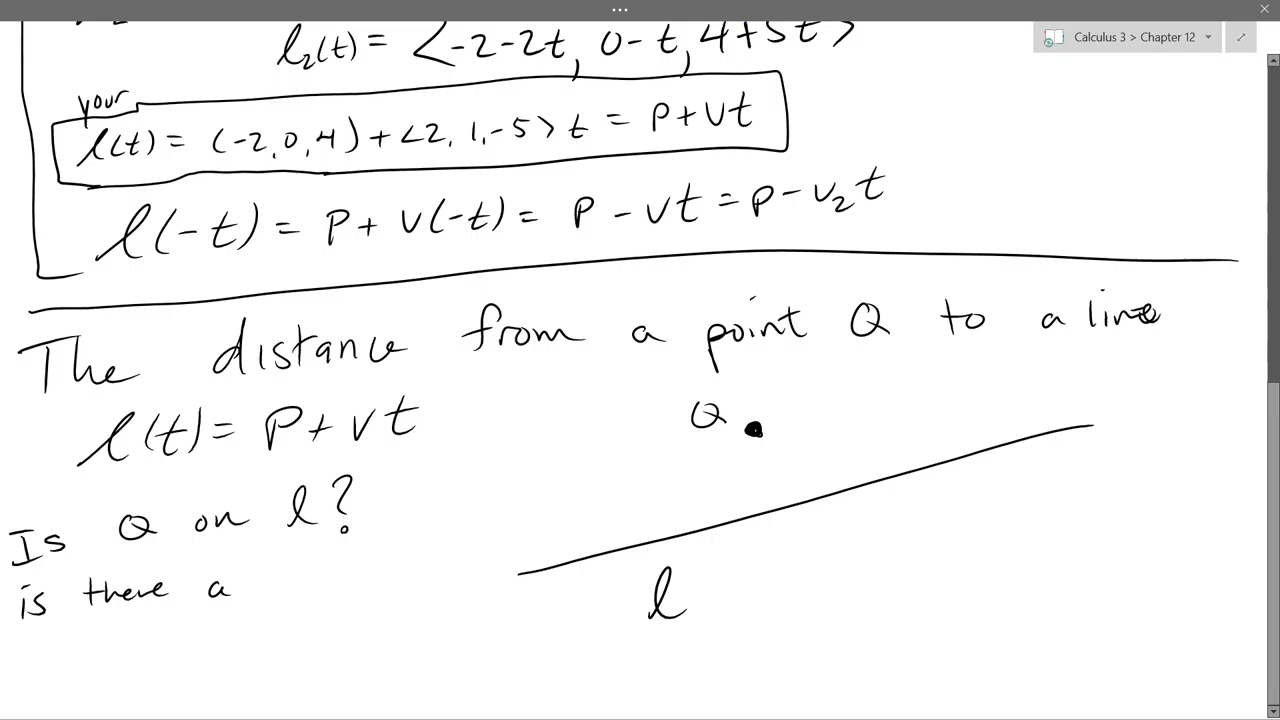 Calculus 3 > Chapter 12
l₂(t) = <-2-2t, 0-t, 4+5t>
your
l(t) = (-2,0,4) + <2, 1,-5> t = P+vt
l(-t) = P + v(-t) = P - vt = P - v₂t
The distance from a point Q to a line
l(t) = P + vt
Q
Is Q on l?
is there a
l